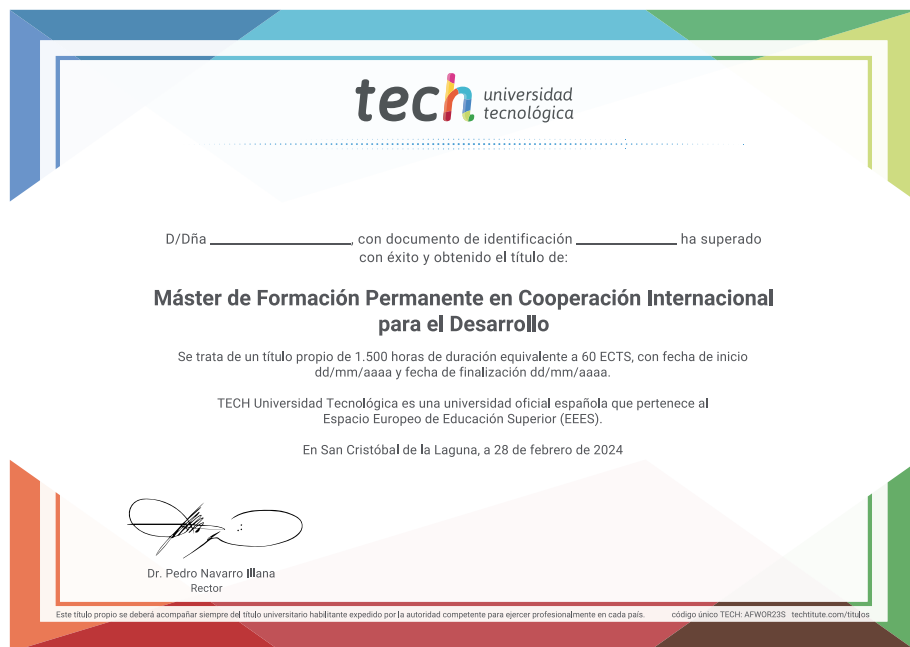 tech universidad
tecnológica
D/Dña ____________________, con documento de identificación ______________ ha superado
con éxito y obtenido el título de:
Máster de Formación Permanente en Cooperación Internacional
para el Desarrollo
Se trata de un título propio de 1.500 horas de duración equivalente a 60 ECTS, con fecha de inicio
dd/mm/aaaa y fecha de finalización dd/mm/aaaa.
TECH Universidad Tecnológica es una universidad oficial española que pertenece al
Espacio Europeo de Educación Superior (EEES).
En San Cristóbal de la Laguna, a 28 de febrero de 2024
Dr. Pedro Navarro Illana
Rector
Este título propio se deberá acompañar siempre del título universitario habilitante expedido por la autoridad competente para ejercer profesionalmente en cada país. código único TECH: AFWOR23S techtitute.com/titulos